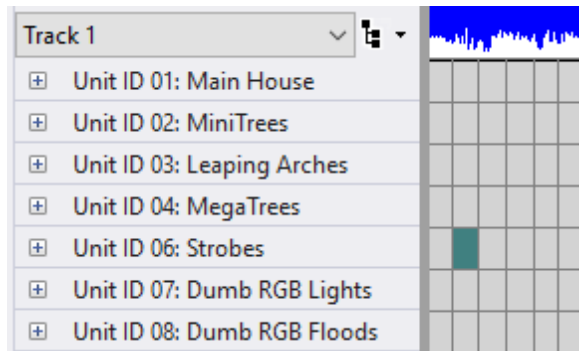 Track 1
Unit ID 01: Main House
Unit ID 02: MiniTrees
Unit ID 03: Leaping Arches
Unit ID 04: MegaTrees
Unit ID 06: Strobes
Unit ID 07: Dumb RGB Lights
Unit ID 08: Dumb RGB Floods